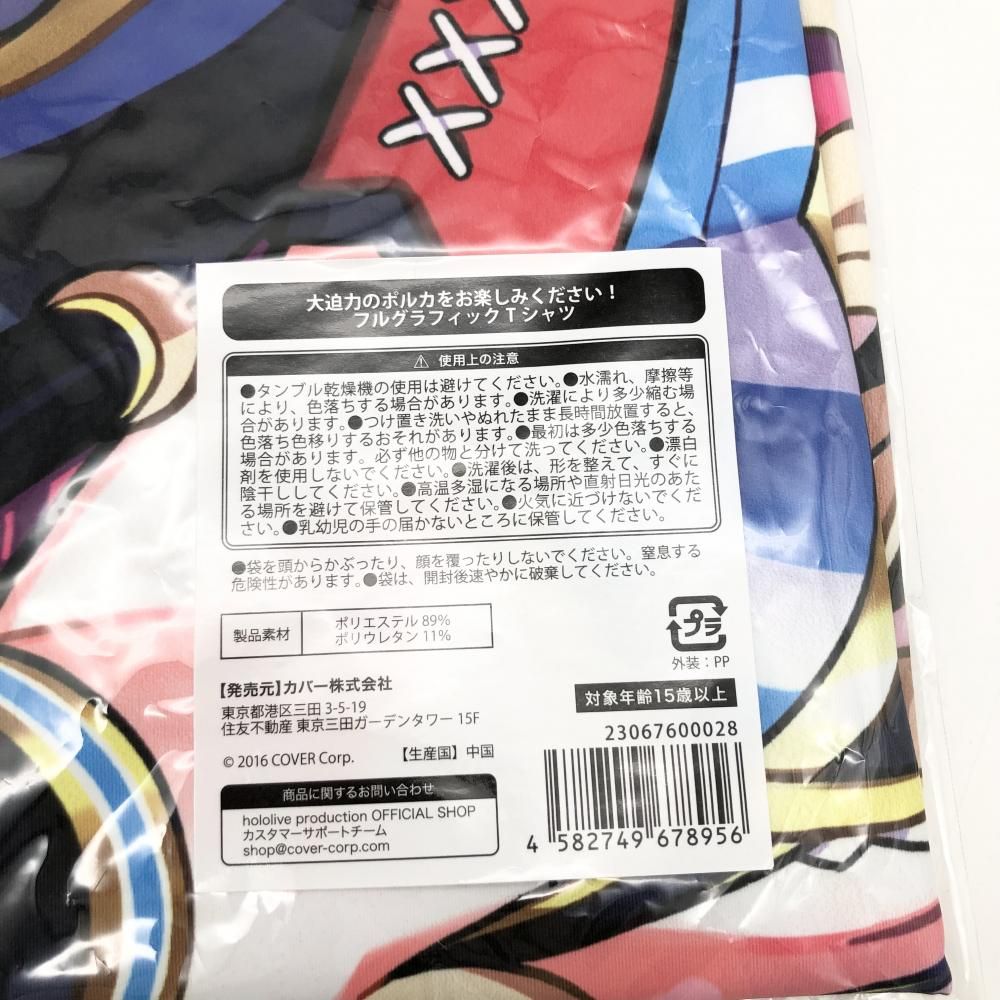 大迫力のポルカをお楽しみください！
フルグラフィックTシャツ
⚠ 使用上の注意
●タンブル乾燥機の使用は避けてください。●水濡れ、摩擦等
により、色落ちする場合があります。●洗濯により多少縮む場
合があります。●つけ置き洗いやぬれたまま長時間放置すると、
色落ち色移りするおそれがあります。●最初は多少色落ちする
場合があります。必ず他の物と分けて洗ってください。●漂白
剤を使用しないでください。●洗濯後は、形を整えて、すぐに
陰干ししてください。●高温多湿になる場所や直射日光のあた
る場所を避けて保管してください。●火気に近づけないでくだ
さい。●乳幼児の手の届かないところに保管してください。
●袋を頭からかぶったり、顔を覆ったりしないでください。窒息する
危険性があります。●袋は、開封後速やかに破棄してください。
製品素材
ポリエステル 89%
ポリウレタン 11%
プラ
外装：PP
【発売元】カバー株式会社
東京都港区三田 3-5-19
住友不動産 東京三田ガーデンタワー 15F
対象年齢15歳以上
© 2016 COVER Corp.
【生産国】中国
23067600028
商品に関するお問い合わせ
hololive production OFFICIAL SHOP
カスタマーサポートチーム
shop@cover-corp.com
4 582749 678956